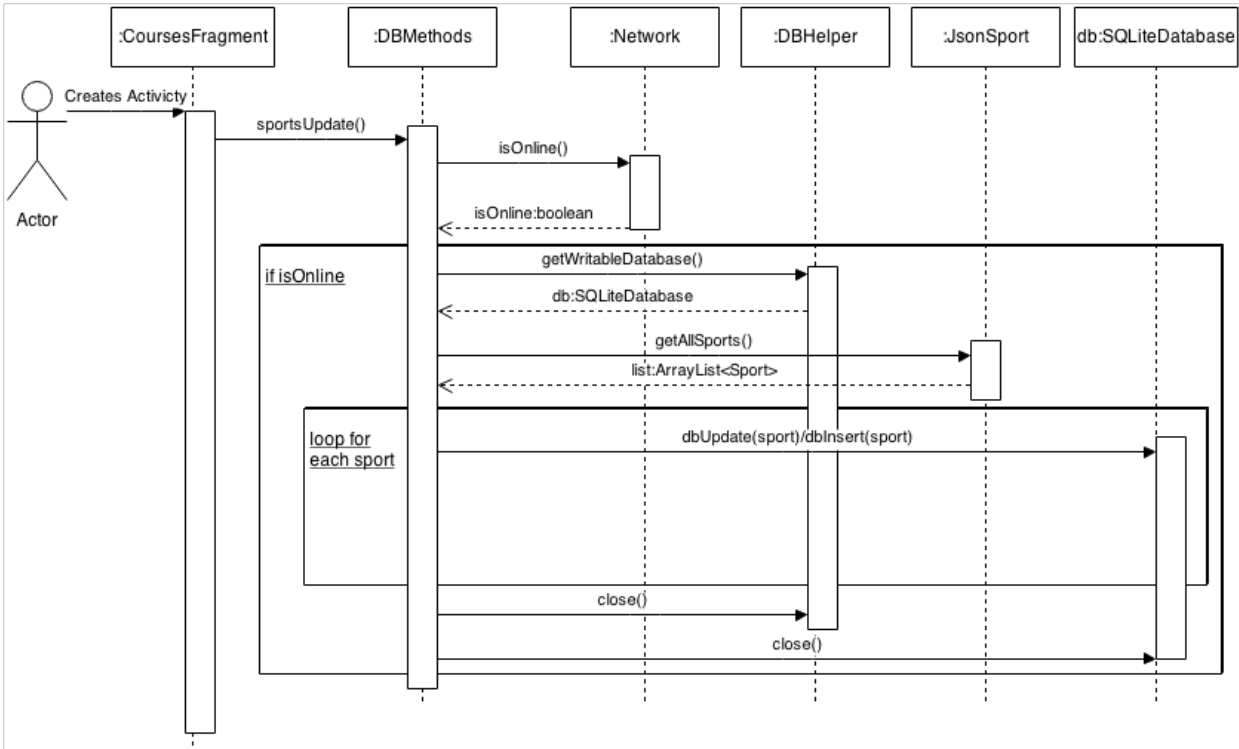 :CoursesFragment
:DBMethods
:Network
:DBHelper
:JsonSport
db:SQLiteDatabase
Creates Activicty
Actor
sportsUpdate()
isOnline()
isOnline:boolean
if isOnline
getWritableDatabase()
db:SQLiteDatabase
getAllSports()
list:ArrayList<Sport>
loop for
each sport
dbUpdate(sport)/dbInsert(sport)
close()
close()